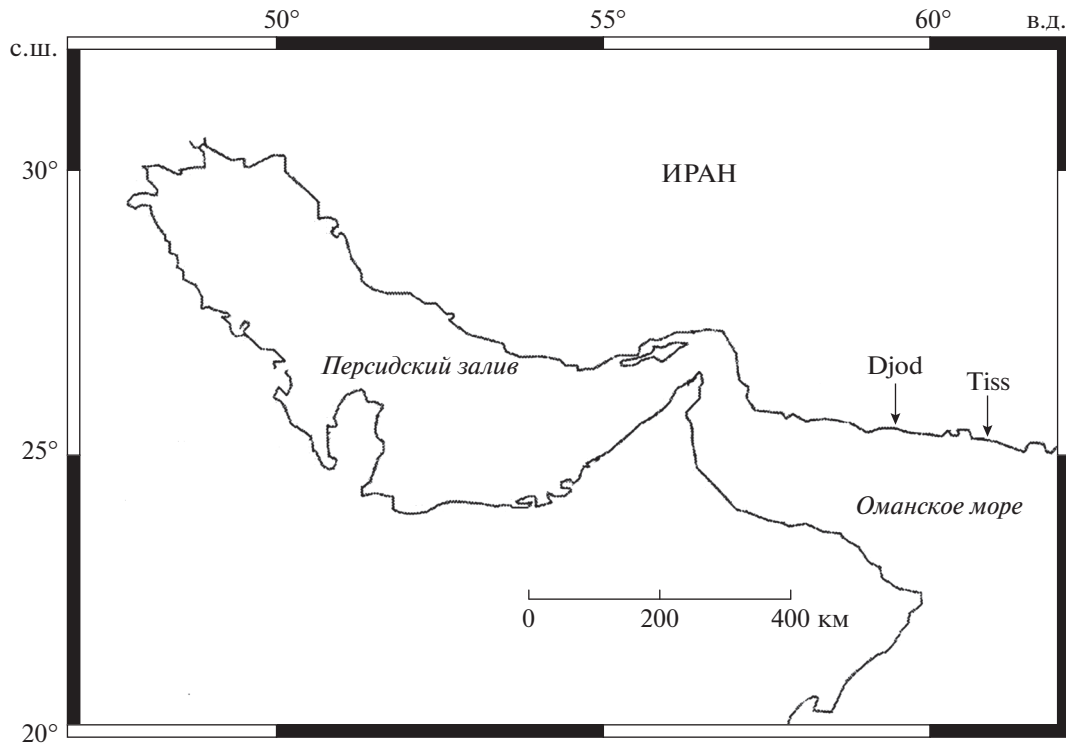 50° 55° 60° в.д.
с.ш.
30°
ИРАН
Персидский залив
Djod
Tiss
25°
Оманское море
0 200 400 км
20°